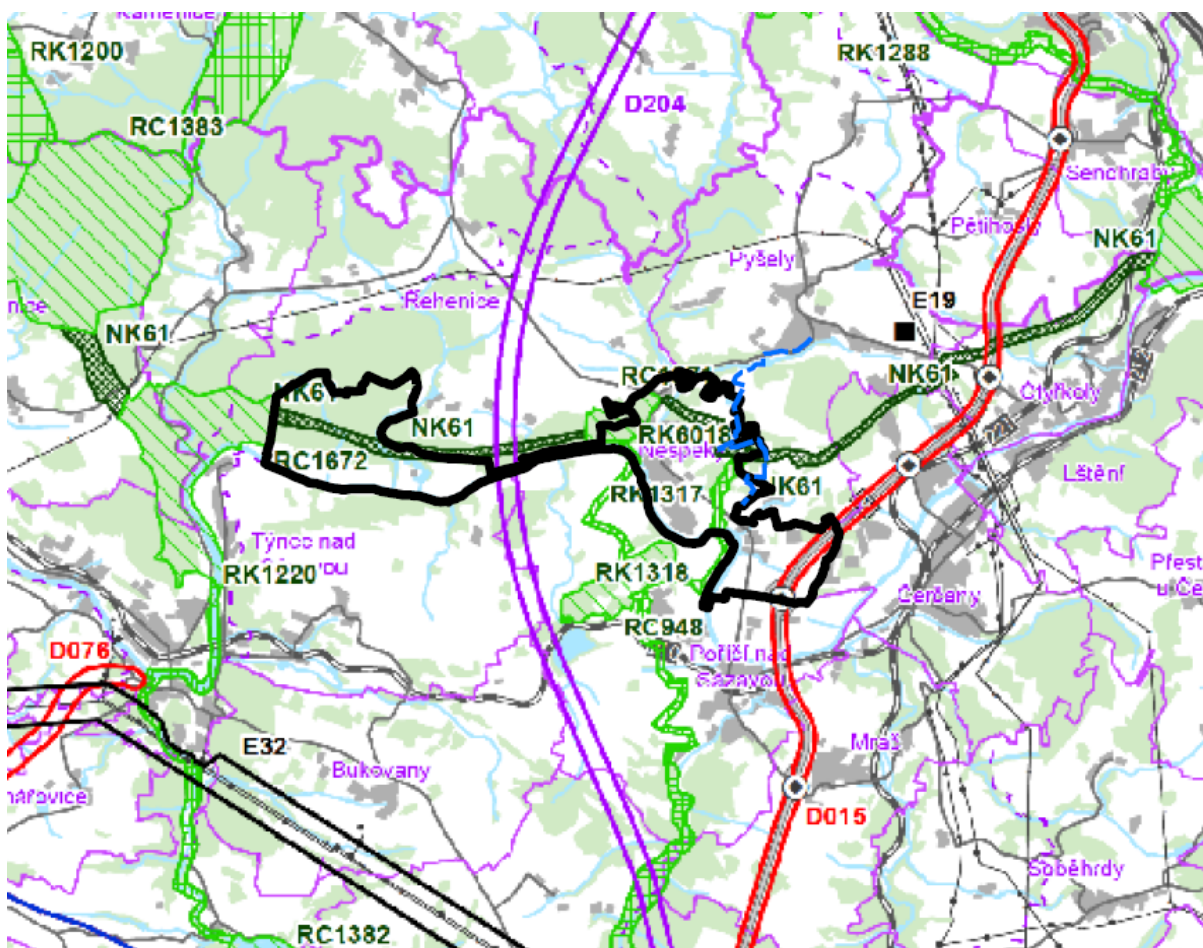 Kamenice
RK1200
RK1288
D204
RC1383
Senohraby
Pětihosty
NK61
Pyšely
Řehenice
E19
NK61
NK61
Čtyřkoly
NK61
RK6018
Nespeky
RC1672
Lštění
RK1317
Týnec nad
RK1220
RK1318
Čerčany
RC948
D076
Poříčí nad
Sázavou
E32
Mrač
Bukovany
D015
Soběhrdy
RC1382